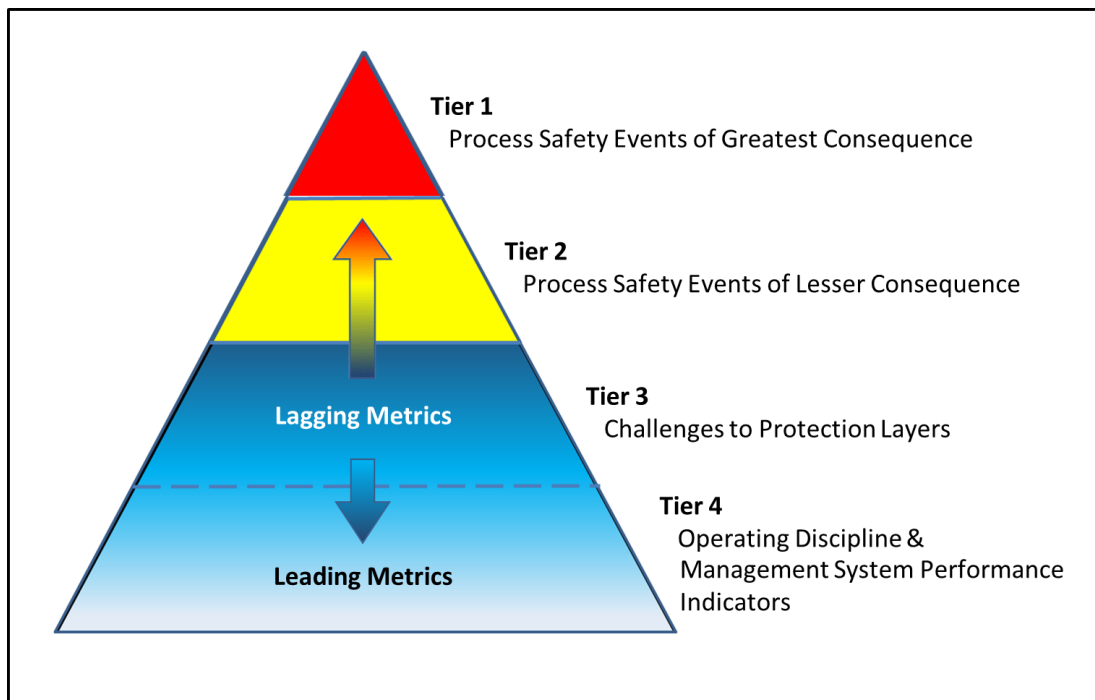 Tier 1
Process Safety Events of Greatest Consequence
Tier 2
Process Safety Events of Lesser Consequence
Tier 3
Lagging Metrics
Challenges to Protection Layers
Tier 4
Operating Discipline &
Management System Performance
Leading Metrics
Indicators